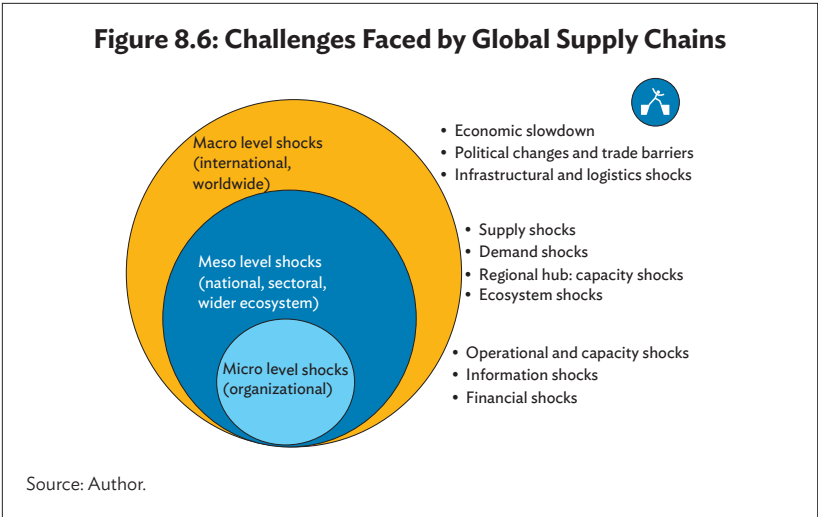 Figure 8.6: Challenges Faced by Global Supply Chains
Macro level shocks
(international,
worldwide)
• Economic slowdown
• Political changes and trade barriers
• Infrastructural and logistics shocks
Meso level shocks
(national, sectoral,
wider ecosystem)
• Supply shocks
• Demand shocks
• Regional hub: capacity shocks
• Ecosystem shocks
Micro level shocks
(organizational)
• Operational and capacity shocks
• Information shocks
• Financial shocks
Source: Author.